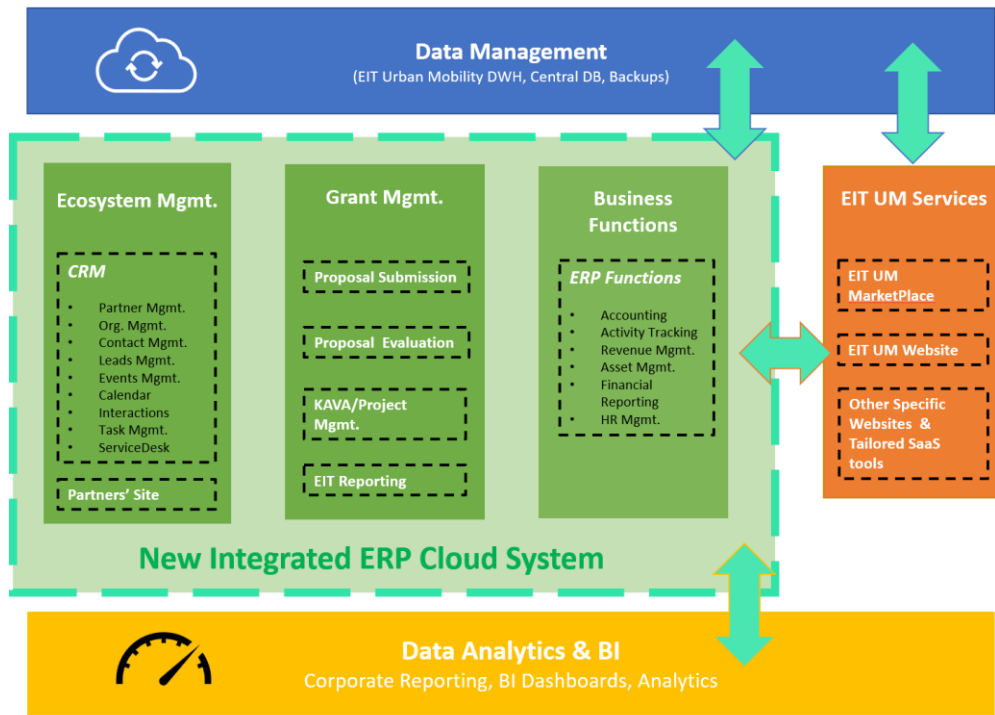 Data Management
(EIT Urban Mobility DWH, Central DB, Backups)
Ecosystem Mgmt.
CRM
• Partner Mgmt.
• Org. Mgmt.
• Contact Mgmt.
• Leads Mgmt.
• Events Mgmt.
• Calendar
• Interactions
• Task Mgmt.
• ServiceDesk
Partners’ Site
Grant Mgmt.
Proposal Submission
Proposal Evaluation
KAVA/Project
Mgmt.
EIT Reporting
Business
Functions
ERP Functions
• Accounting
• Activity Tracking
• Revenue Mgmt.
• Asset Mgmt.
• Financial
Reporting
• HR Mgmt.
EIT UM Services
EIT UM
MarketPlace
EIT UM Website
Other Specific
Websites &
Tailored SaaS
tools
New Integrated ERP Cloud System
Data Analytics & BI
Corporate Reporting, BI Dashboards, Analytics